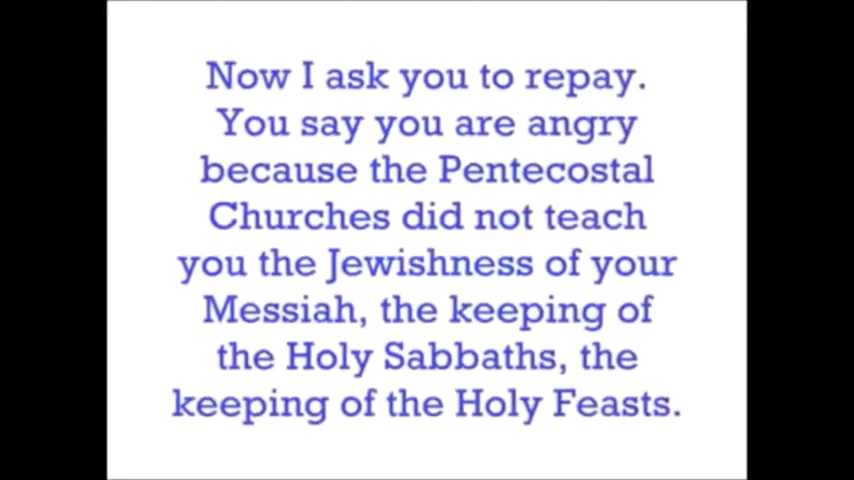 Now I ask you to repay.
You say you are angry
because the Pentecostal
Churches did not teach
you the Jewishness of your
Messiah, the keeping of
the Holy Sabbaths, the
keeping of the Holy Feasts.